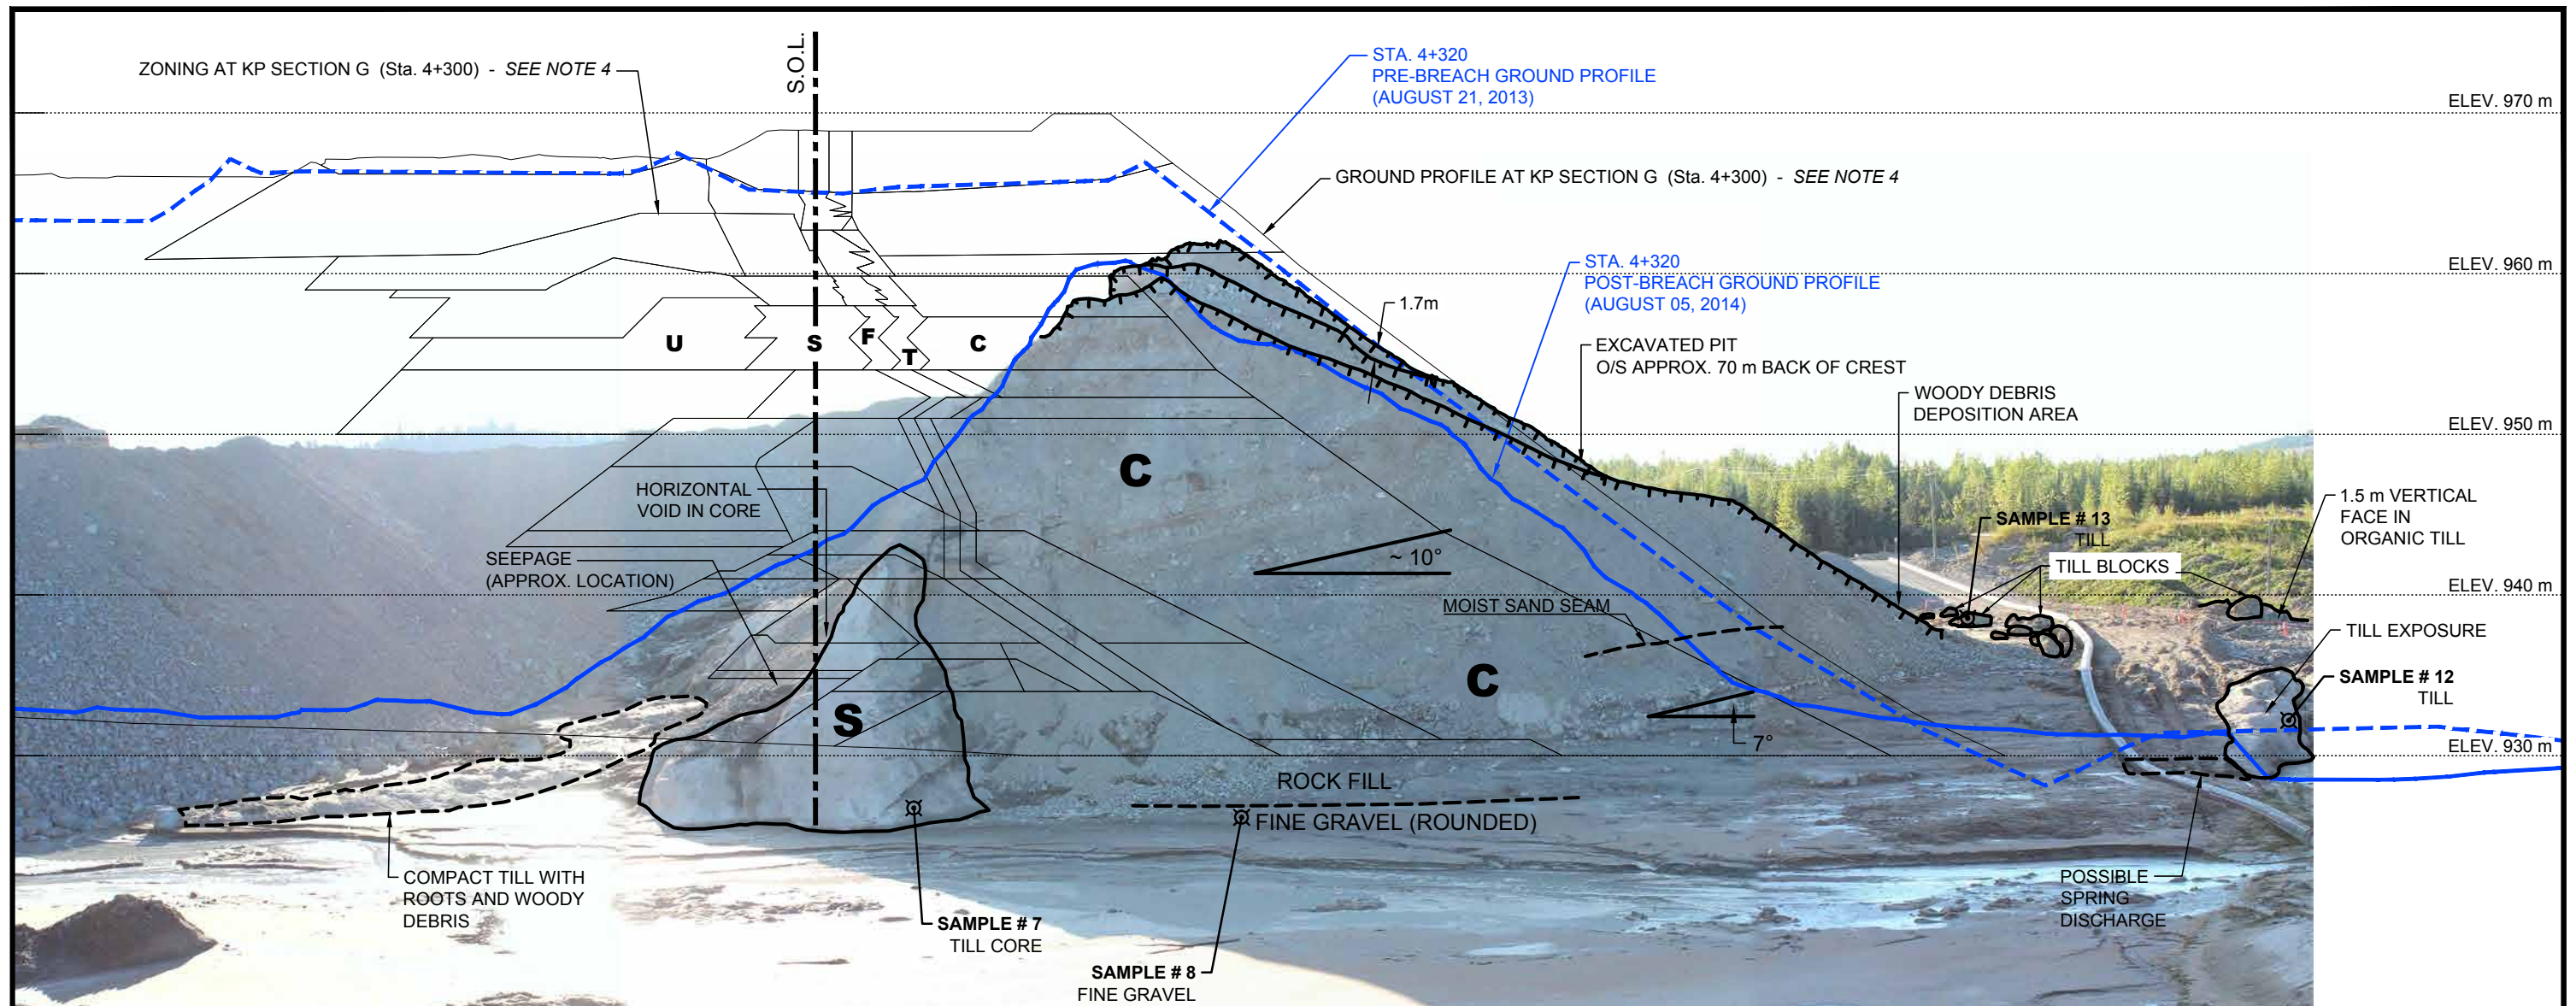 S.O.L.
ZONING AT KP SECTION G (Sta. 4+300) - SEE NOTE 4
STA. 4+320
PRE-BREACH GROUND PROFILE
(AUGUST 21, 2013)
ELEV. 970 m
GROUND PROFILE AT KP SECTION G (Sta. 4+300) - SEE NOTE 4
STA. 4+320
POST-BREACH GROUND PROFILE
(AUGUST 05, 2014)
ELEV. 960 m
1.7m
U
S
F
T
C
EXCAVATED PIT
O/S APPROX. 70 m BACK OF CREST
WOODY DEBRIS
DEPOSITION AREA
ELEV. 950 m
C
HORIZONTAL
VOID IN CORE
1.5 m VERTICAL
FACE IN
ORGANIC TILL
SAMPLE # 13
TILL
TILL BLOCKS
SEEPAGE
(APPROX. LOCATION)
~ 10°
ELEV. 940 m
MOIST SAND SEAM
TILL EXPOSURE
C
SAMPLE # 12
TILL
S
7°
ELEV. 930 m
ROCK FILL
FINE GRAVEL (ROUNDED)
COMPACT TILL WITH
ROOTS AND WOODY
DEBRIS
POSSIBLE
SPRING
DISCHARGE
SAMPLE # 7
TILL CORE
SAMPLE # 8
FINE GRAVEL